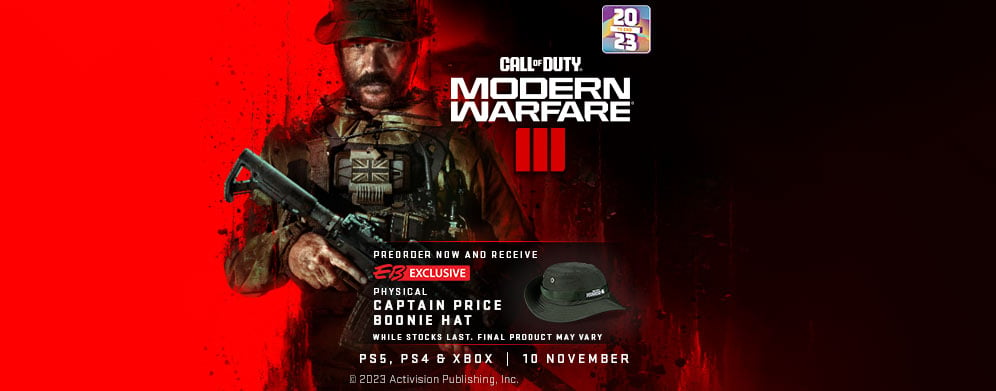 20
23
CALL OF DUTY
MODERN
WARFARE
III
PREORDER NOW AND RECEIVE
EB EXCLUSIVE
PHYSICAL
CAPTAIN PRICE
BOONIE HAT
WHILE STOCKS LAST. FINAL PRODUCT MAY VARY
PS5, PS4 & XBOX | 10 NOVEMBER
© 2023 Activision Publishing, Inc.